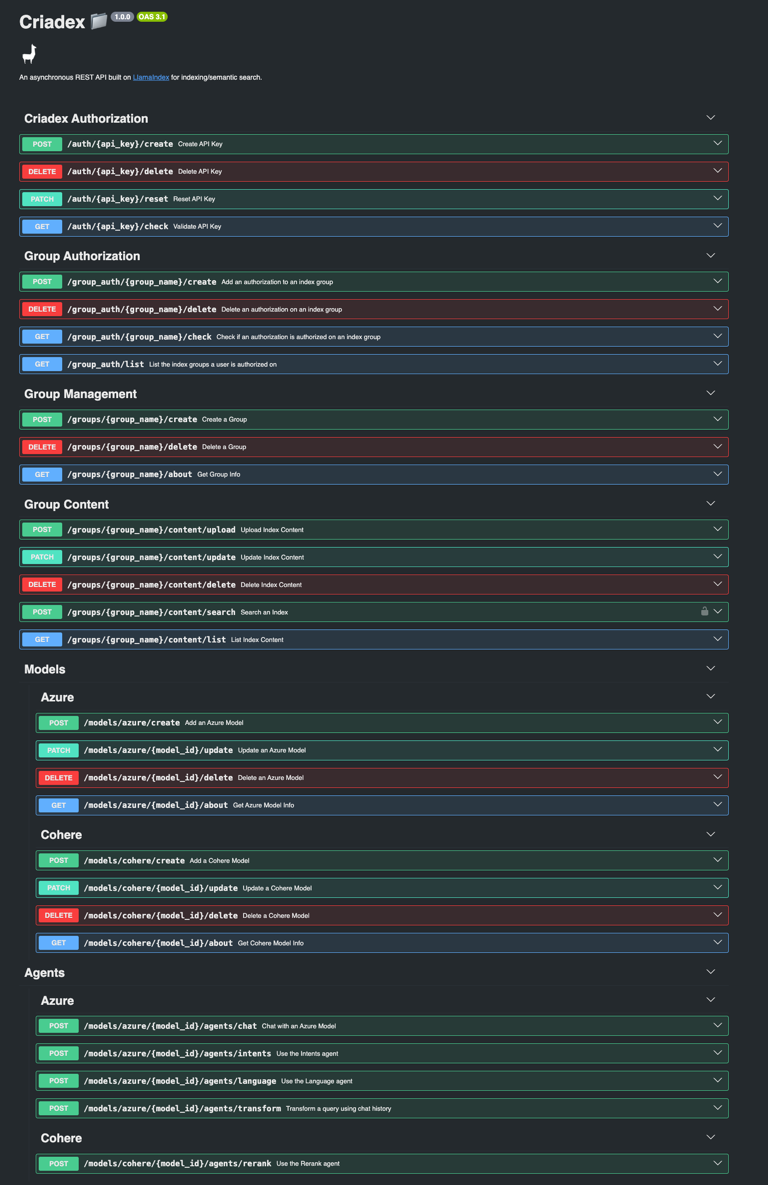 Criadex 1.0.0 OAS 3.1
An asynchronous REST API built on LlamaIndex for indexing/semantic search.
Criadex Authorization
POST /auth/{api_key}/create Create API Key
DELETE /auth/{api_key}/delete Delete API Key
PATCH /auth/{api_key}/reset Reset API Key
GET /auth/{api_key}/check Validate API Key
Group Authorization
POST /group_auth/{group_name}/create Add an authorization to an index group
DELETE /group_auth/{group_name}/delete Delete an authorization on an index group
GET /group_auth/{group_name}/check Check if an authorization is authorized on an index group
GET /group_auth/list List the index groups a user is authorized on
Group Management
POST /groups/{group_name}/create Create a Group
DELETE /groups/{group_name}/delete Delete a Group
GET /groups/{group_name}/about Get Group Info
Group Content
POST /groups/{group_name}/content/upload Upload Index Content
PATCH /groups/{group_name}/content/update Update Index Content
DELETE /groups/{group_name}/content/delete Delete Index Content
POST /groups/{group_name}/content/search Search an Index
GET /groups/{group_name}/content/list List Index Content
Models
Azure
POST /models/azure/create Add an Azure Model
PATCH /models/azure/{model_id}/update Update an Azure Model
DELETE /models/azure/{model_id}/delete Delete an Azure Model
GET /models/azure/{model_id}/about Get Azure Model Info
Cohere
POST /models/cohere/create Add a Cohere Model
PATCH /models/cohere/{model_id}/update Update a Cohere Model
DELETE /models/cohere/{model_id}/delete Delete a Cohere Model
GET /models/cohere/{model_id}/about Get Cohere Model Info
Agents
Azure
POST /models/azure/{model_id}/agents/chat Chat with an Azure Model
POST /models/azure/{model_id}/agents/intents Use the Intents agent
POST /models/azure/{model_id}/agents/language Use the Language agent
POST /models/azure/{model_id}/agents/transform Transform a query using chat history
Cohere
POST /models/cohere/{model_id}/agents/rerank Use the Rerank agent